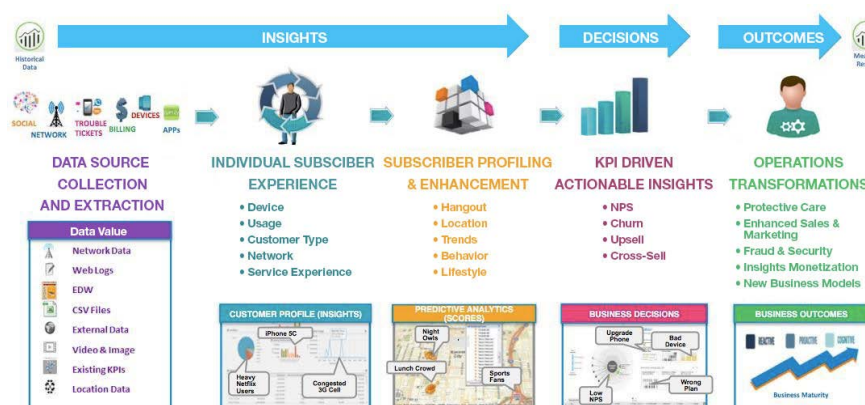 INSIGHTS
DECISIONS
OUTCOMES
Historical
Data
SOCIAL
NETWORK
TROUBLE
TICKETS
BILLING
DEVICES
APPs
DATA SOURCE
COLLECTION
AND EXTRACTION
INDIVIDUAL SUBSCIBER
EXPERIENCE
• Device
• Usage
• Customer Type
• Network
• Service Experience
SUBSCRIBER PROFILING
& ENHANCEMENT
• Hangout
• Location
• Trends
• Behavior
• Lifestyle
KPI DRIVEN
ACTIONABLE INSIGHTS
• NPS
• Churn
• Upsell
• Cross-Sell
OPERATIONS
TRANSFORMATIONS
• Protective Care
• Enhanced Sales &
Marketing
• Fraud & Security
• Insights Monetization
• New Business Models
Data Value
Network Data
Web Logs
EDW
CSV Files
External Data
Video & Image
Existing KPIs
Location Data
CUSTOMER PROFILE (INSIGHTS)
iPhone 5C
Heavy
Netflix
Users
Congested
3G Cell
PREDICTIVE ANALYTICS
(SCORES)
Night
Owls
Lunch Crowd
Sports
Fans
BUSINESS DECISIONS
Upgrade
Phone
Bad
Device
Wrong
Plan
Low
NPS
BUSINESS OUTCOMES
REACTIVE
PROACTIVE
COGNITIVE
Business Maturity